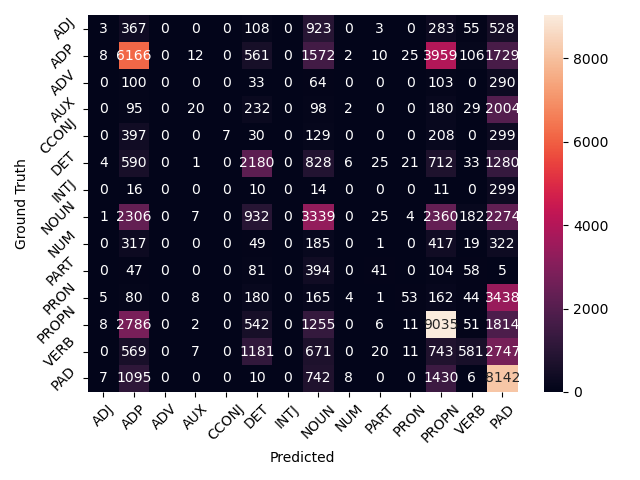 ADJ 3 367 0 0 0 108 0 923 0 3 0 283 55 528
ADP 8 6166 0 12 0 561 0 1572 2 10 25 3959 106 1729
ADV 0 100 0 0 0 33 0 64 0 0 0 103 0 290
AUX 0 95 0 20 0 232 0 98 2 0 0 180 29 2004
CCONJ 0 397 0 0 7 30 0 129 0 0 0 208 0 299
DET 4 590 0 1 0 2180 0 828 6 25 21 712 33 1280
INTJ 0 16 0 0 0 10 0 14 0 0 0 11 0 299
NOUN 1 2306 0 7 0 932 0 3339 0 25 4 2360 182 2274
NUM 0 317 0 0 0 49 0 185 0 1 0 417 19 322
PART 0 47 0 0 0 81 0 394 0 41 0 104 58 5
PRON 5 80 0 8 0 180 0 165 4 1 53 162 44 3438
PROPN 8 2786 0 2 0 542 0 1255 0 6 11 9035 51 1814
VERB 0 569 0 7 0 1181 0 671 0 20 11 743 581 2747
PAD 7 1095 0 0 0 10 0 742 8 0 0 1430 6 8142
ADJ ADP ADV AUX CCONJ DET INTJ NOUN NUM PART PRON PROPN VERB PAD
Predicted
Ground Truth
8000
6000
4000
2000
0